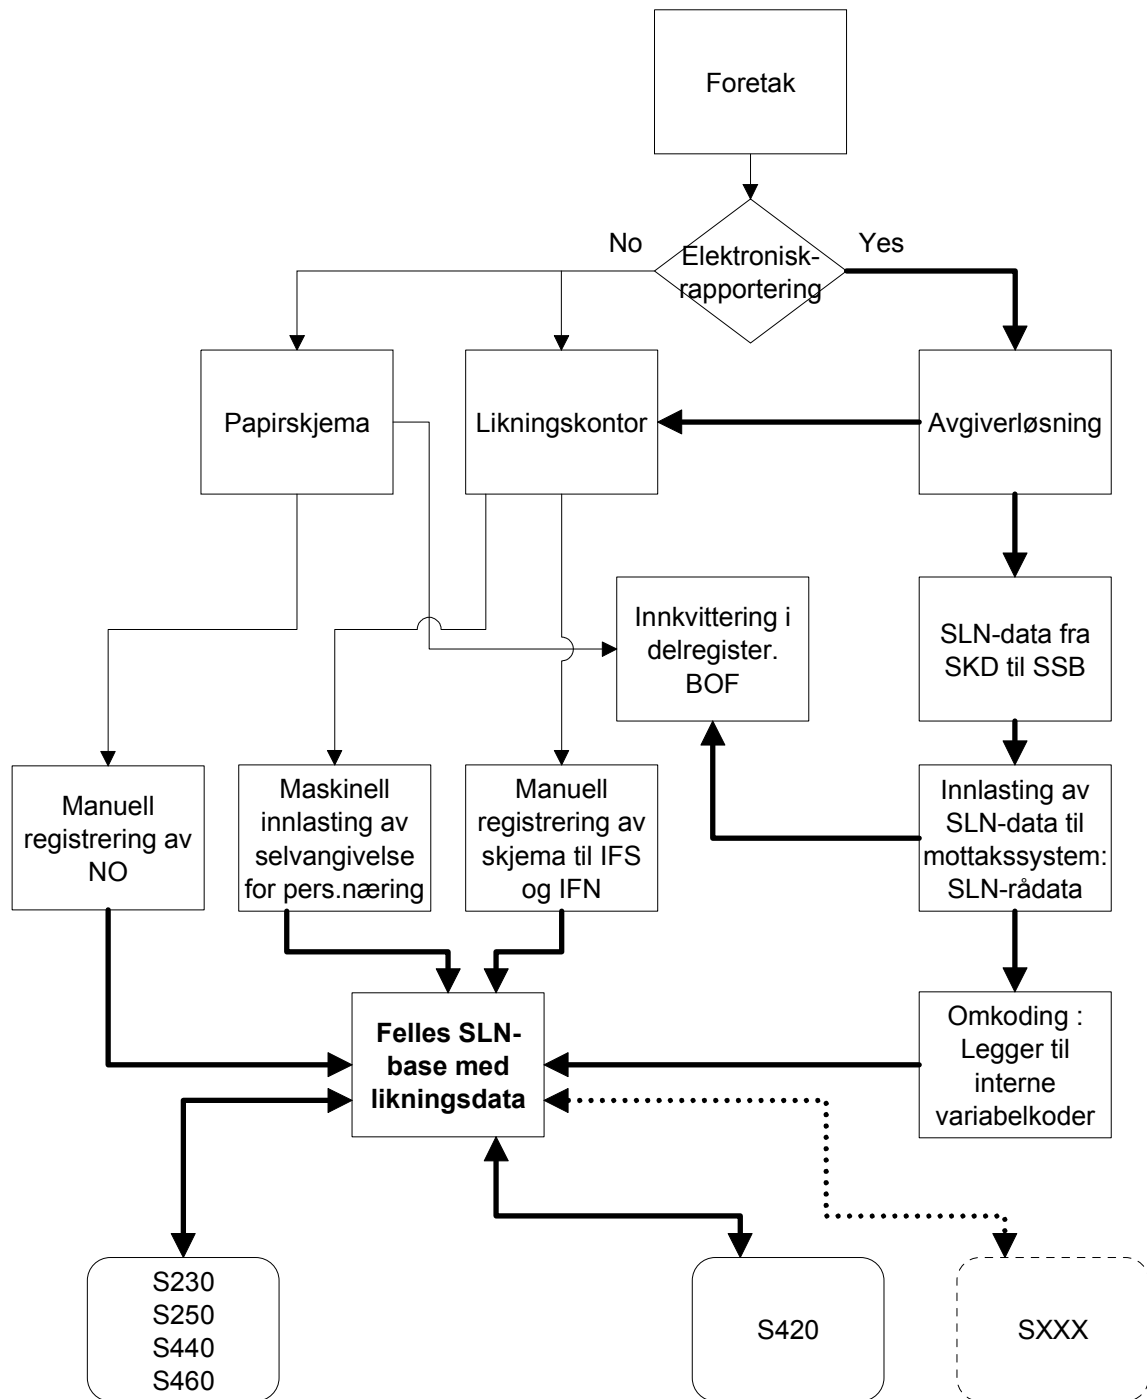 Foretak
No
Yes
Elektronisk-
rapportering
Papirskjema
Likningskontor
Avgiverløsning
Innkvittering i
delregister.
BOF
SLN-data fra
SKD til SSB
Manuell
registrering av
NO
Maskinell
innlasting av
selvangivelse
for pers.næring
Manuell
registrering av
skjema til IFS
og IFN
Innlasting av
SLN-data til
mottakssystem:
SLN-rådata
Felles SLN-
base med
likningsdata
Omkoding :
Legger til
interne
variabelkoder
S230
S250
S440
S460
S420
SXXX